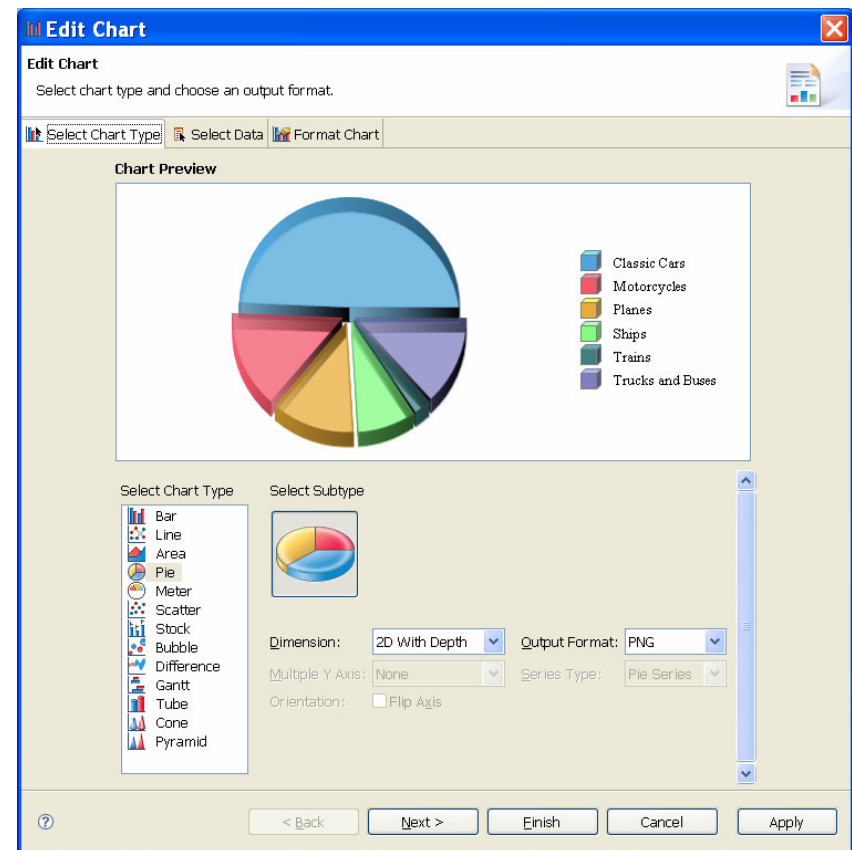 Edit Chart
Edit Chart
Select chart type and choose an output format.
Select Chart Type Select Data Format Chart
Chart Preview
Classic Cars
Motorcycles
Planes
Ships
Trains
Trucks and Buses
Select Chart Type Select Subtype
Bar
Line
Area
Pie
Meter
Scatter
Stock
Bubble
Difference
Gantt
Tube
Cone
Pyramid
Dimension: 2D With Depth Output Format: PNG
Multiple Y Axis: None Series Type: Pie Series
Orientation: Flip Axis
? < Back Next > Finish Cancel Apply